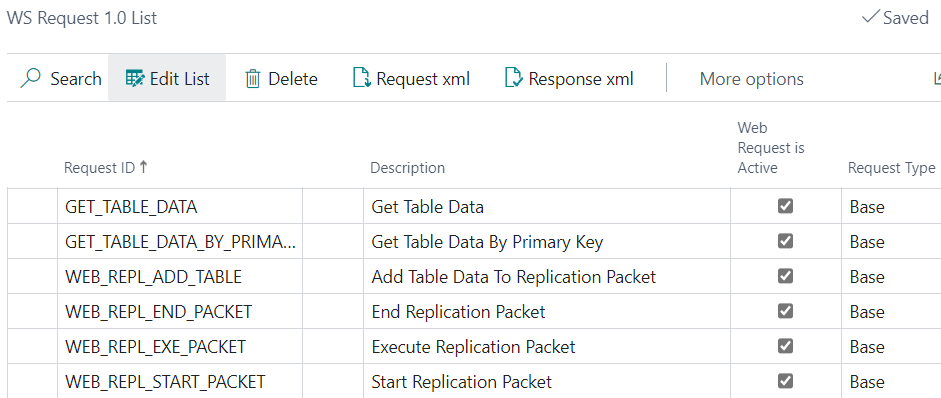 WS Request 1.0 List
Saved
Search Edit List Delete Request xml Response xml More options
Web
Request is
Request ID ↑ Description Active Request Type
GET_TABLE_DATA Get Table Data Base
GET_TABLE_DATA_BY_PRIMA... Get Table Data By Primary Key Base
WEB_REPL_ADD_TABLE Add Table Data To Replication Packet Base
WEB_REPL_END_PACKET End Replication Packet Base
WEB_REPL_EXE_PACKET Execute Replication Packet Base
WEB_REPL_START_PACKET Start Replication Packet Base